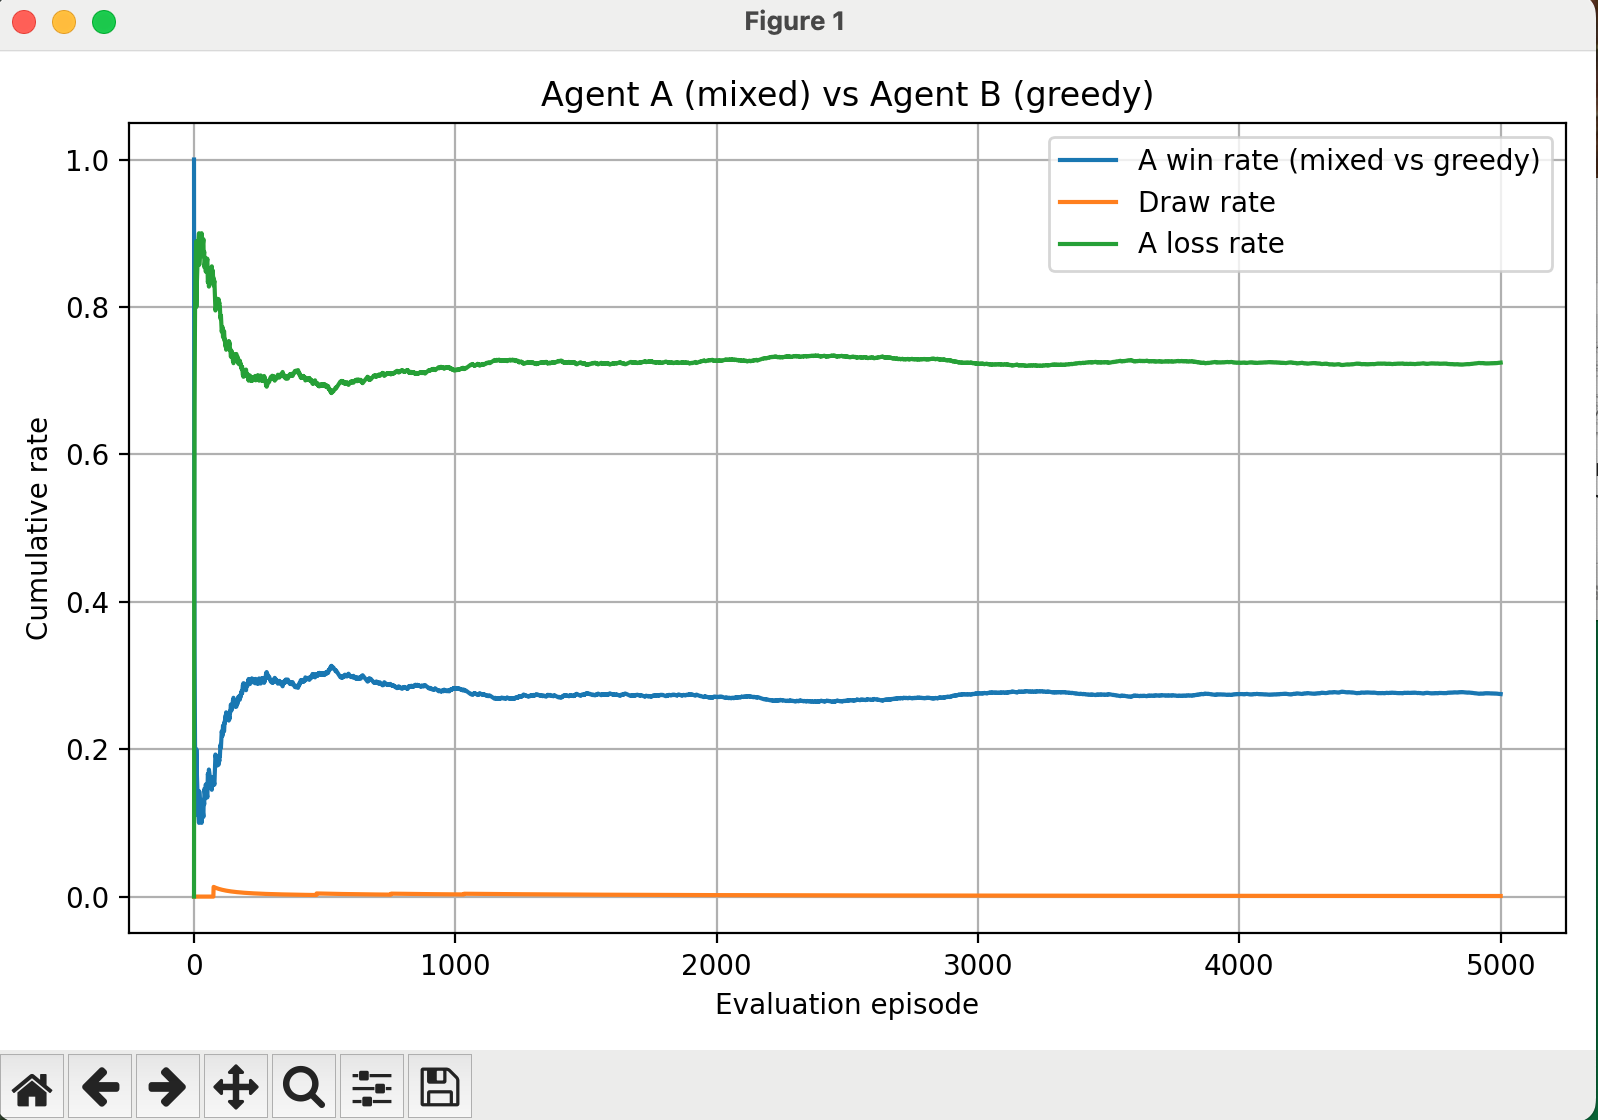 Figure 1
Agent A (mixed) vs Agent B (greedy)
A win rate (mixed vs greedy)
Draw rate
A loss rate
Cumulative rate
1.0
0.8
0.6
0.4
0.2
0.0
0 1000 2000 3000 4000 5000
Evaluation episode